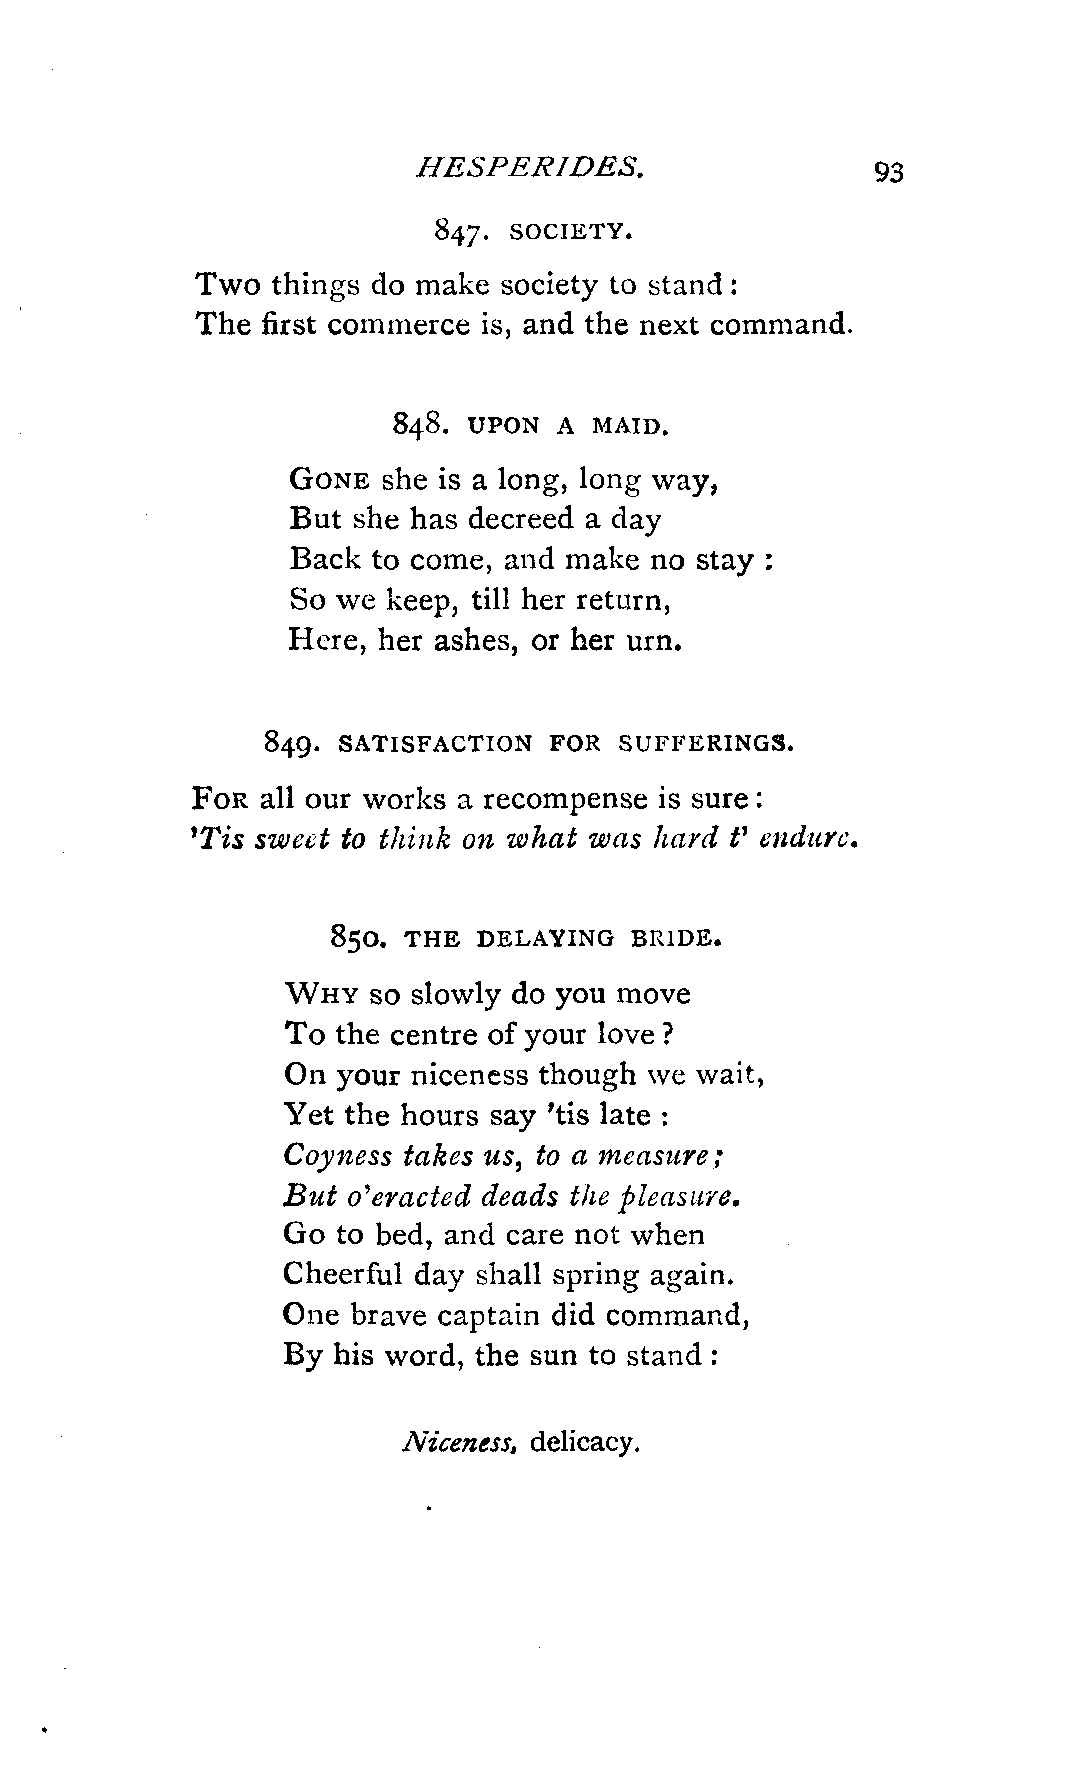 HESPERIDES. 93
847. SOCIETY.
Two things do make society to stand :
The first commerce is, and the next command.
848. UPON A MAID.
GONE she is a long, long way,
But she has decreed a day
Back to come, and make no stay :
So we keep, till her return,
Here, her ashes, or her urn.
849. SATISFACTION FOR SUFFERINGS.
FOR all our works a recompense is sure :
'Tis sweet to think on what was hard t' endure.
850. THE DELAYING BRIDE.
WHY so slowly do you move
To the centre of your love ?
On your niceness though we wait,
Yet the hours say 'tis late :
Coyness takes us, to a measure ;
But o'eracted deads the pleasure.
Go to bed, and care not when
Cheerful day shall spring again.
One brave captain did command,
By his word, the sun to stand :
Niceness, delicacy.